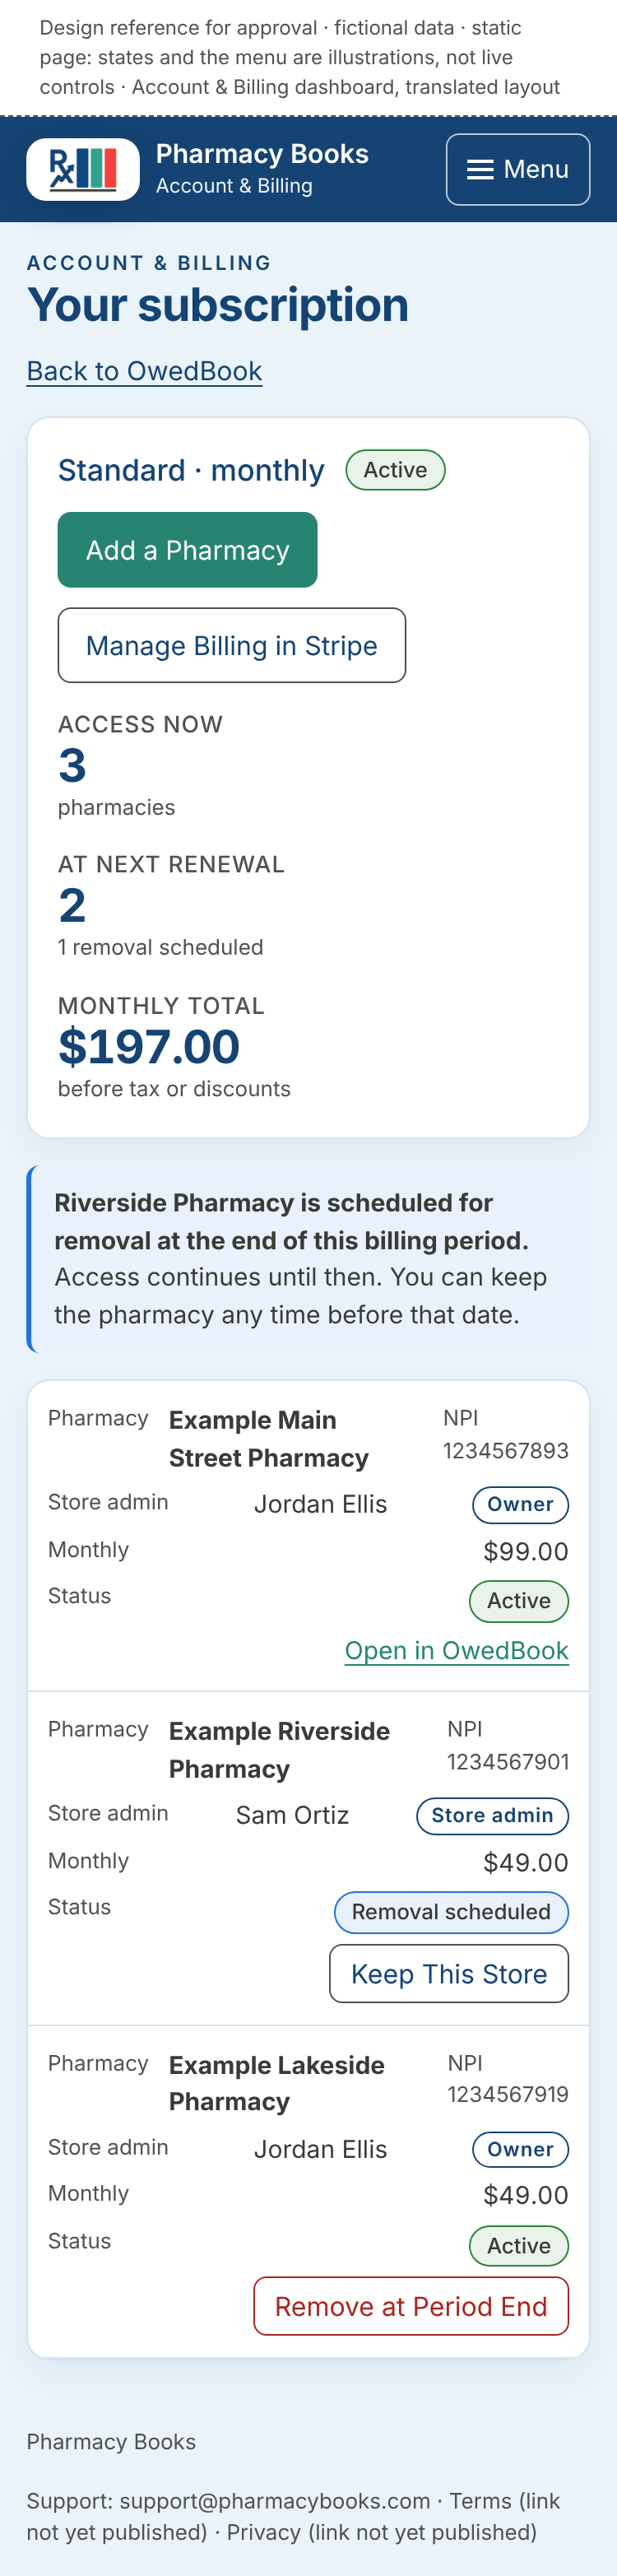 Design reference for approval · fictional data · static
page: states and the menu are illustrations, not live
controls · Account & Billing dashboard, translated layout
Rx
Pharmacy Books
Account & Billing
Menu
ACCOUNT & BILLING
Your subscription
Back to OwedBook
Standard · monthly
Active
Add a Pharmacy
Manage Billing in Stripe
ACCESS NOW
3
pharmacies
AT NEXT RENEWAL
2
1 removal scheduled
MONTHLY TOTAL
$197.00
before tax or discounts
Riverside Pharmacy is scheduled for
removal at the end of this billing period.
Access continues until then. You can keep
the pharmacy any time before that date.
Pharmacy Example Main NPI
Street Pharmacy 1234567893
Store admin Jordan Ellis Owner
Monthly $99.00
Status Active
Open in OwedBook
Pharmacy Example Riverside NPI
Pharmacy 1234567901
Store admin Sam Ortiz Store admin
Monthly $49.00
Status Removal scheduled
Keep This Store
Pharmacy Example Lakeside NPI
Pharmacy 1234567919
Store admin Jordan Ellis Owner
Monthly $49.00
Status Active
Remove at Period End
Pharmacy Books
Support: support@pharmacybooks.com · Terms (link
not yet published) · Privacy (link not yet published)